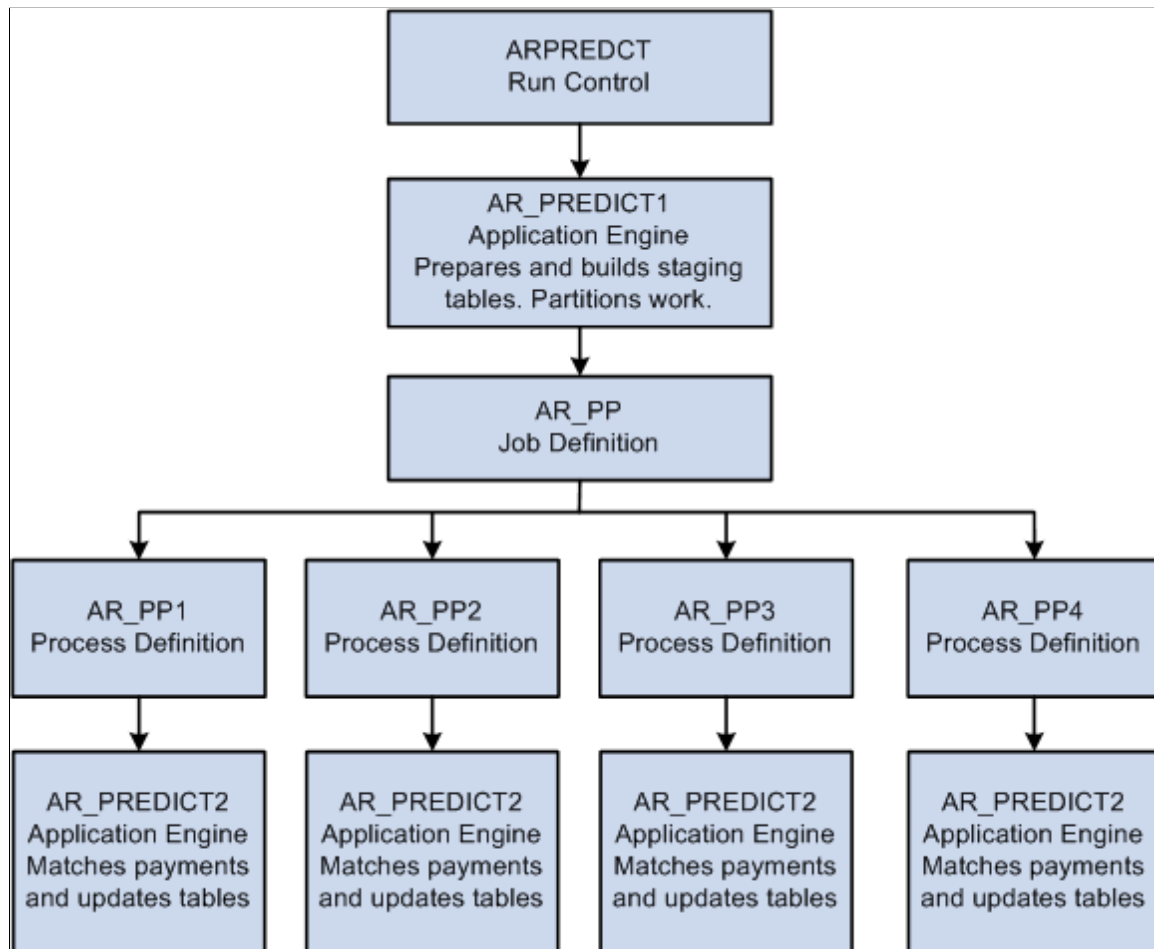 ARPREDCT
Run Control
AR_PREDICT1
Application Engine
Prepares and builds staging
tables. Partitions work.
AR_PP
Job Definition
AR_PP1
Process Definition
AR_PP2
Process Definition
AR_PP3
Process Definition
AR_PP4
Process Definition
AR_PREDICT2
Application Engine
Matches payments
and updates tables
AR_PREDICT2
Application Engine
Matches payments
and updates tables
AR_PREDICT2
Application Engine
Matches payments
and updates tables
AR_PREDICT2
Application Engine
Matches payments
and updates tables